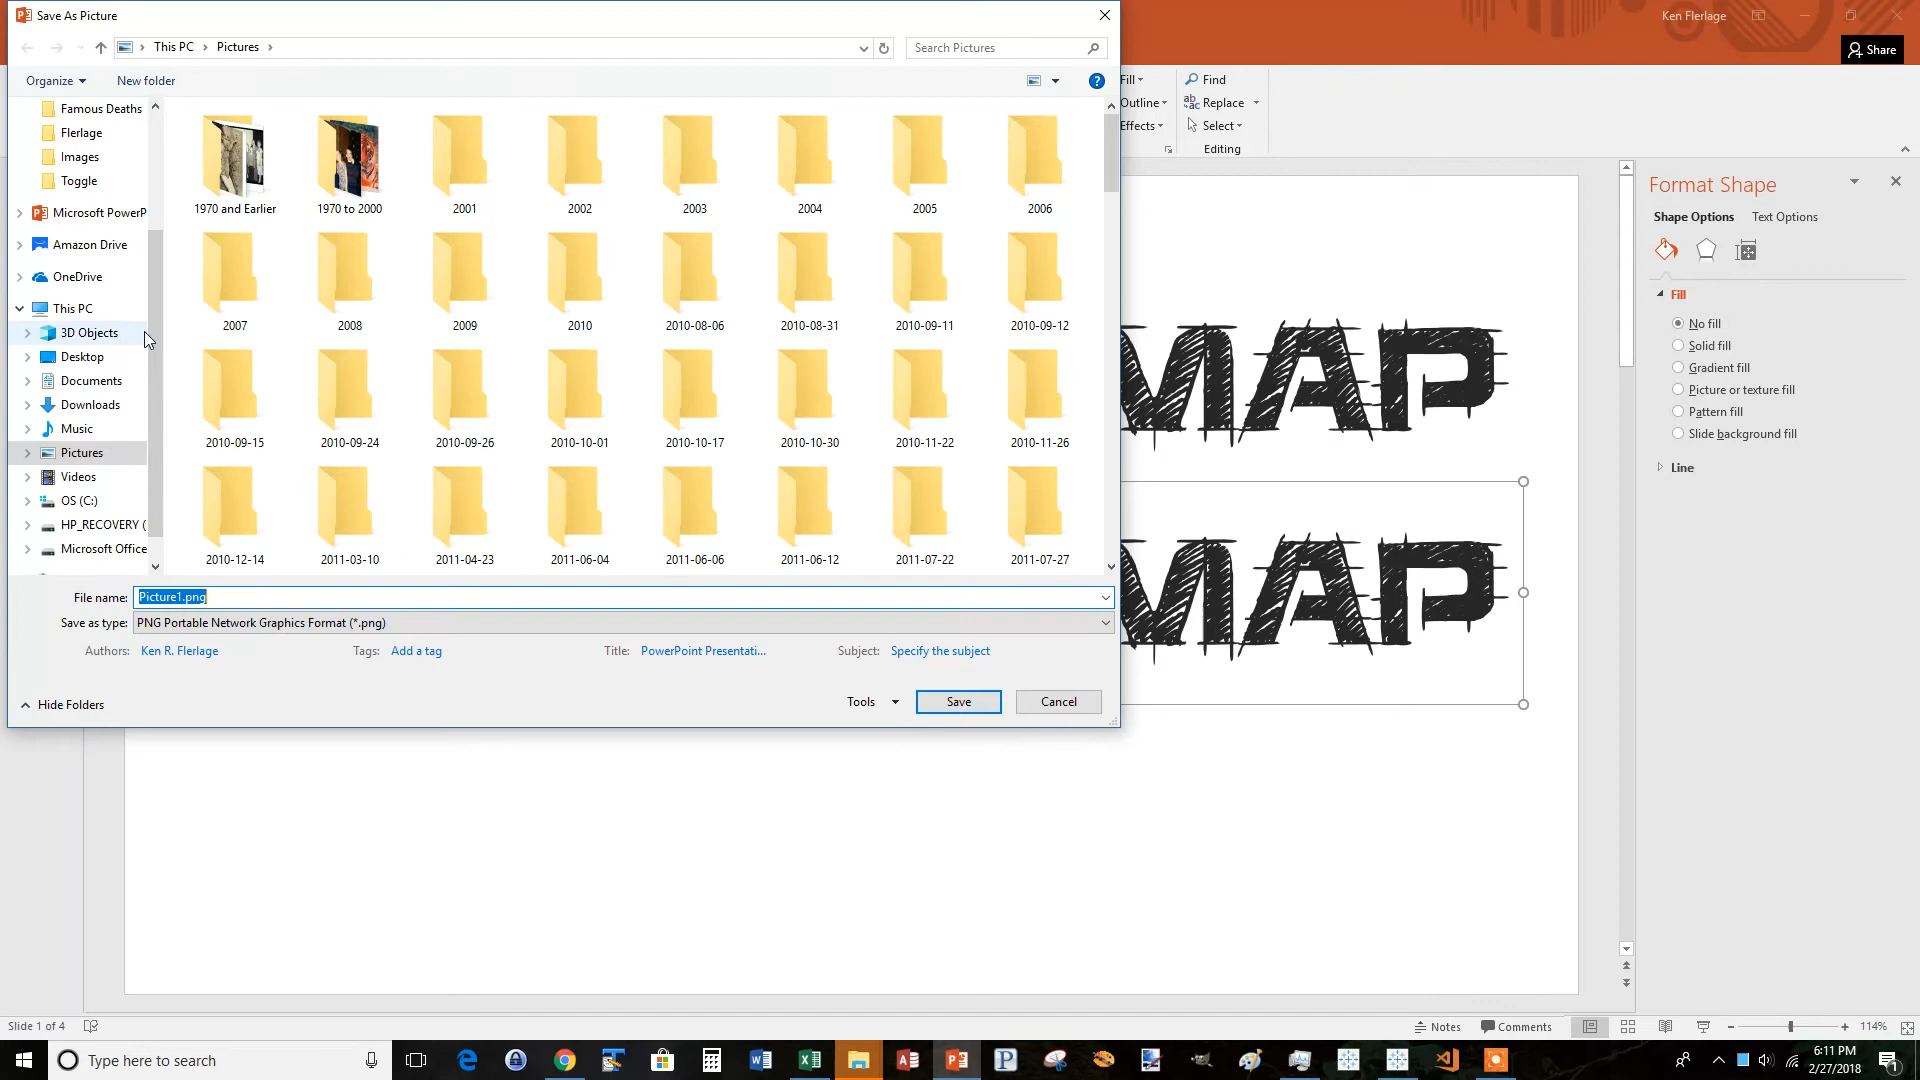 Save As Picture
Ken Flerlage
This PC
Pictures
Search Pictures
Share
Organize
New folder
Fill
Outline
Effects
Find
Replace
Select
Editing
Famous Deaths
Flerlage
Images
Toggle
Microsoft PowerP
Amazon Drive
OneDrive
This PC
3D Objects
Desktop
Documents
Downloads
Music
Pictures
Videos
OS (C:)
HP_RECOVERY (
Microsoft Office
1970 and Earlier
1970 to 2000
2001
2002
2003
2004
2005
2006
2007
2008
2009
2010
2010-08-06
2010-08-31
2010-09-11
2010-09-12
2010-09-15
2010-09-24
2010-09-26
2010-10-01
2010-10-17
2010-10-30
2010-11-22
2010-11-26
2010-12-14
2011-03-10
2011-04-23
2011-06-04
2011-06-06
2011-06-12
2011-07-22
2011-07-27
File name: Picture1.png
Save as type: PNG Portable Network Graphics Format (*.png)
Authors: Ken R. Flerlage
Tags: Add a tag
Title: PowerPoint Presentati...
Subject: Specify the subject
Hide Folders
Tools
Save
Cancel
MAP
MAP
Format Shape
Shape Options
Text Options
Fill
No fill
Solid fill
Gradient fill
Picture or texture fill
Pattern fill
Slide background fill
Line
Slide 1 of 4
Notes
Comments
114%
Type here to search
6:11 PM
2/27/2018
1